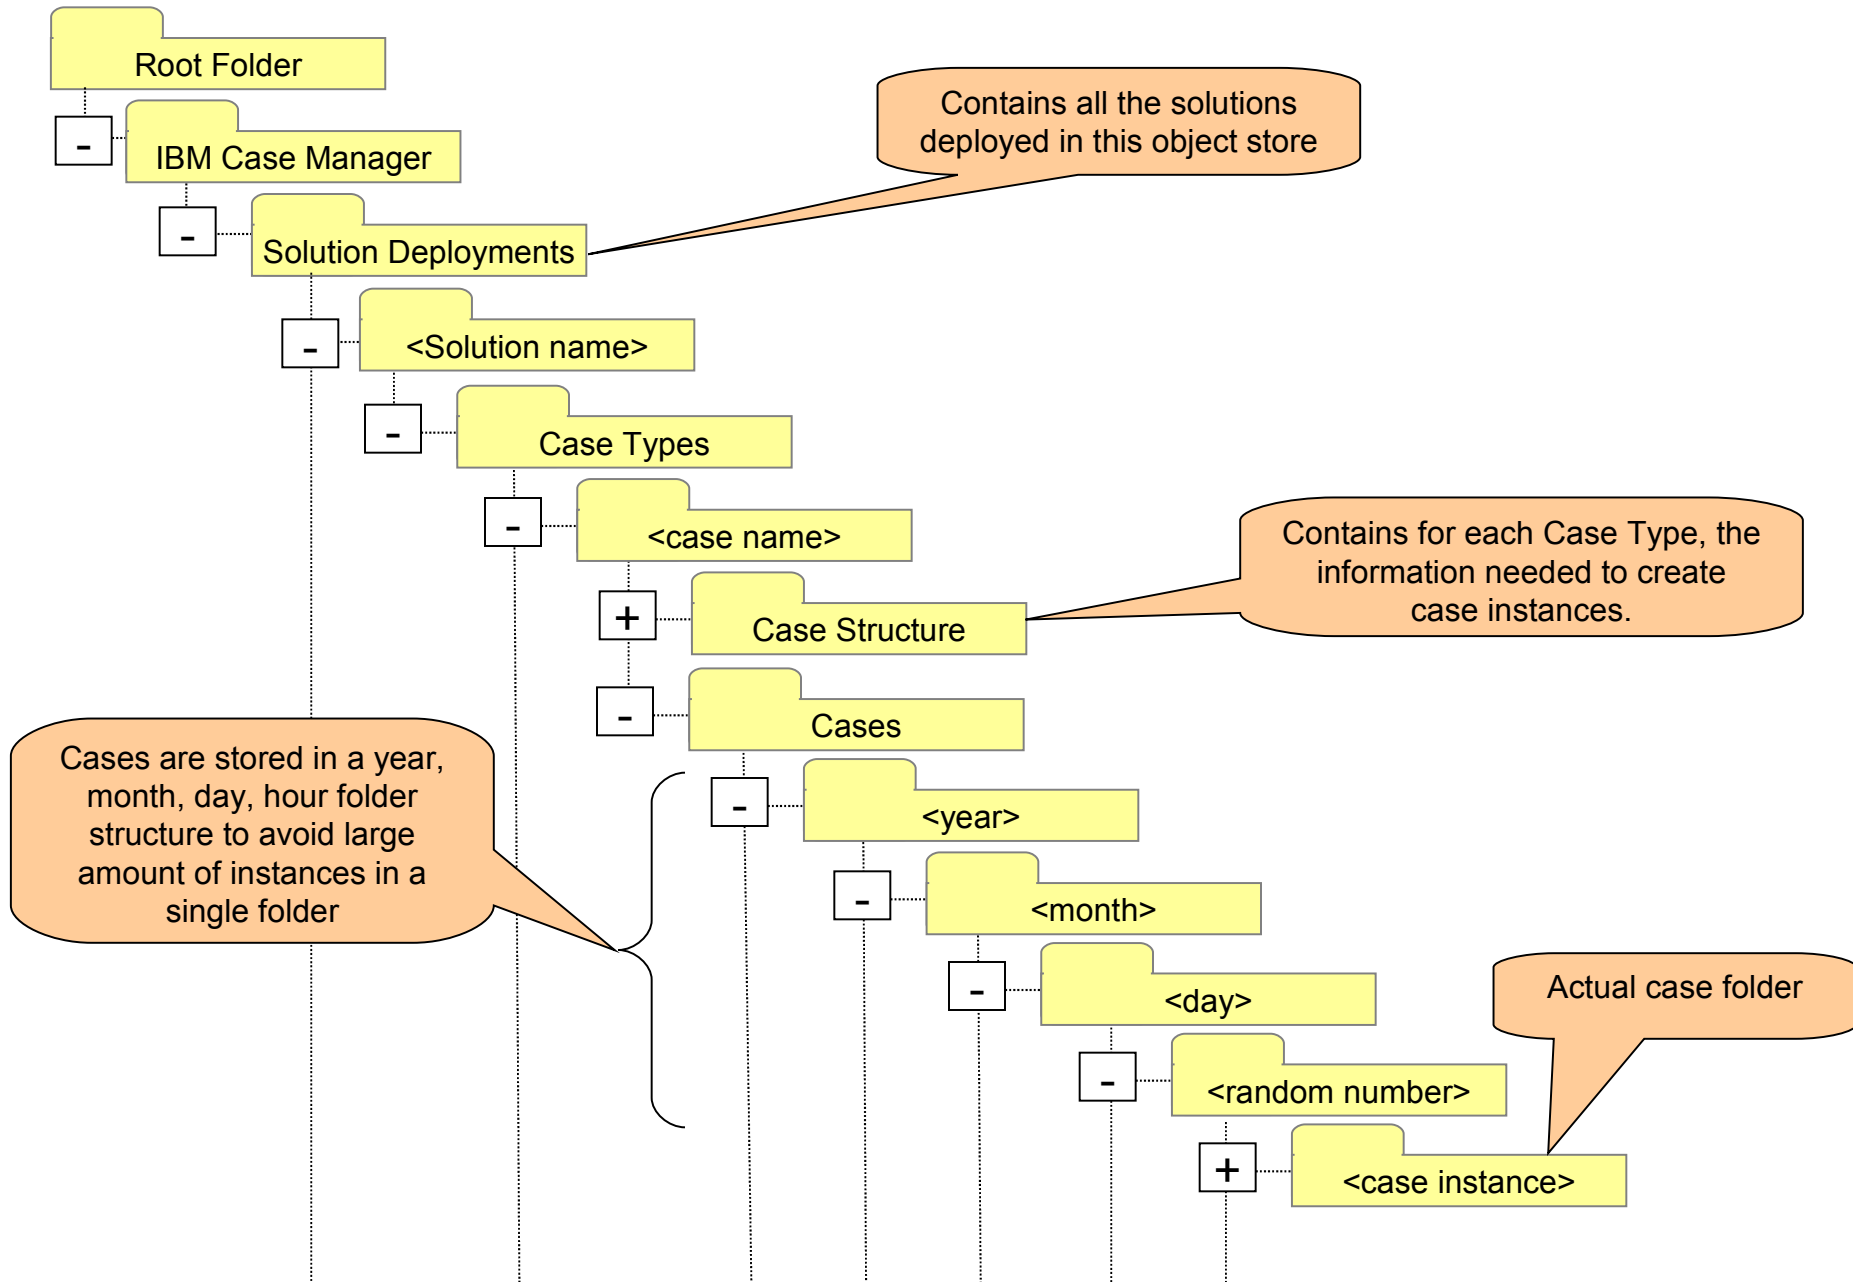 Root Folder
-
IBM Case Manager
Contains all the solutions
deployed in this object store
-
Solution Deployments
-
<Solution name>
-
Case Types
-
<case name>
Contains for each Case Type, the
information needed to create
case instances.
+
Case Structure
-
Cases
Cases are stored in a year,
month, day, hour folder
structure to avoid large
amount of instances in a
single folder
-
<year>
-
<month>
-
<day>
Actual case folder
-
<random number>
+
<case instance>